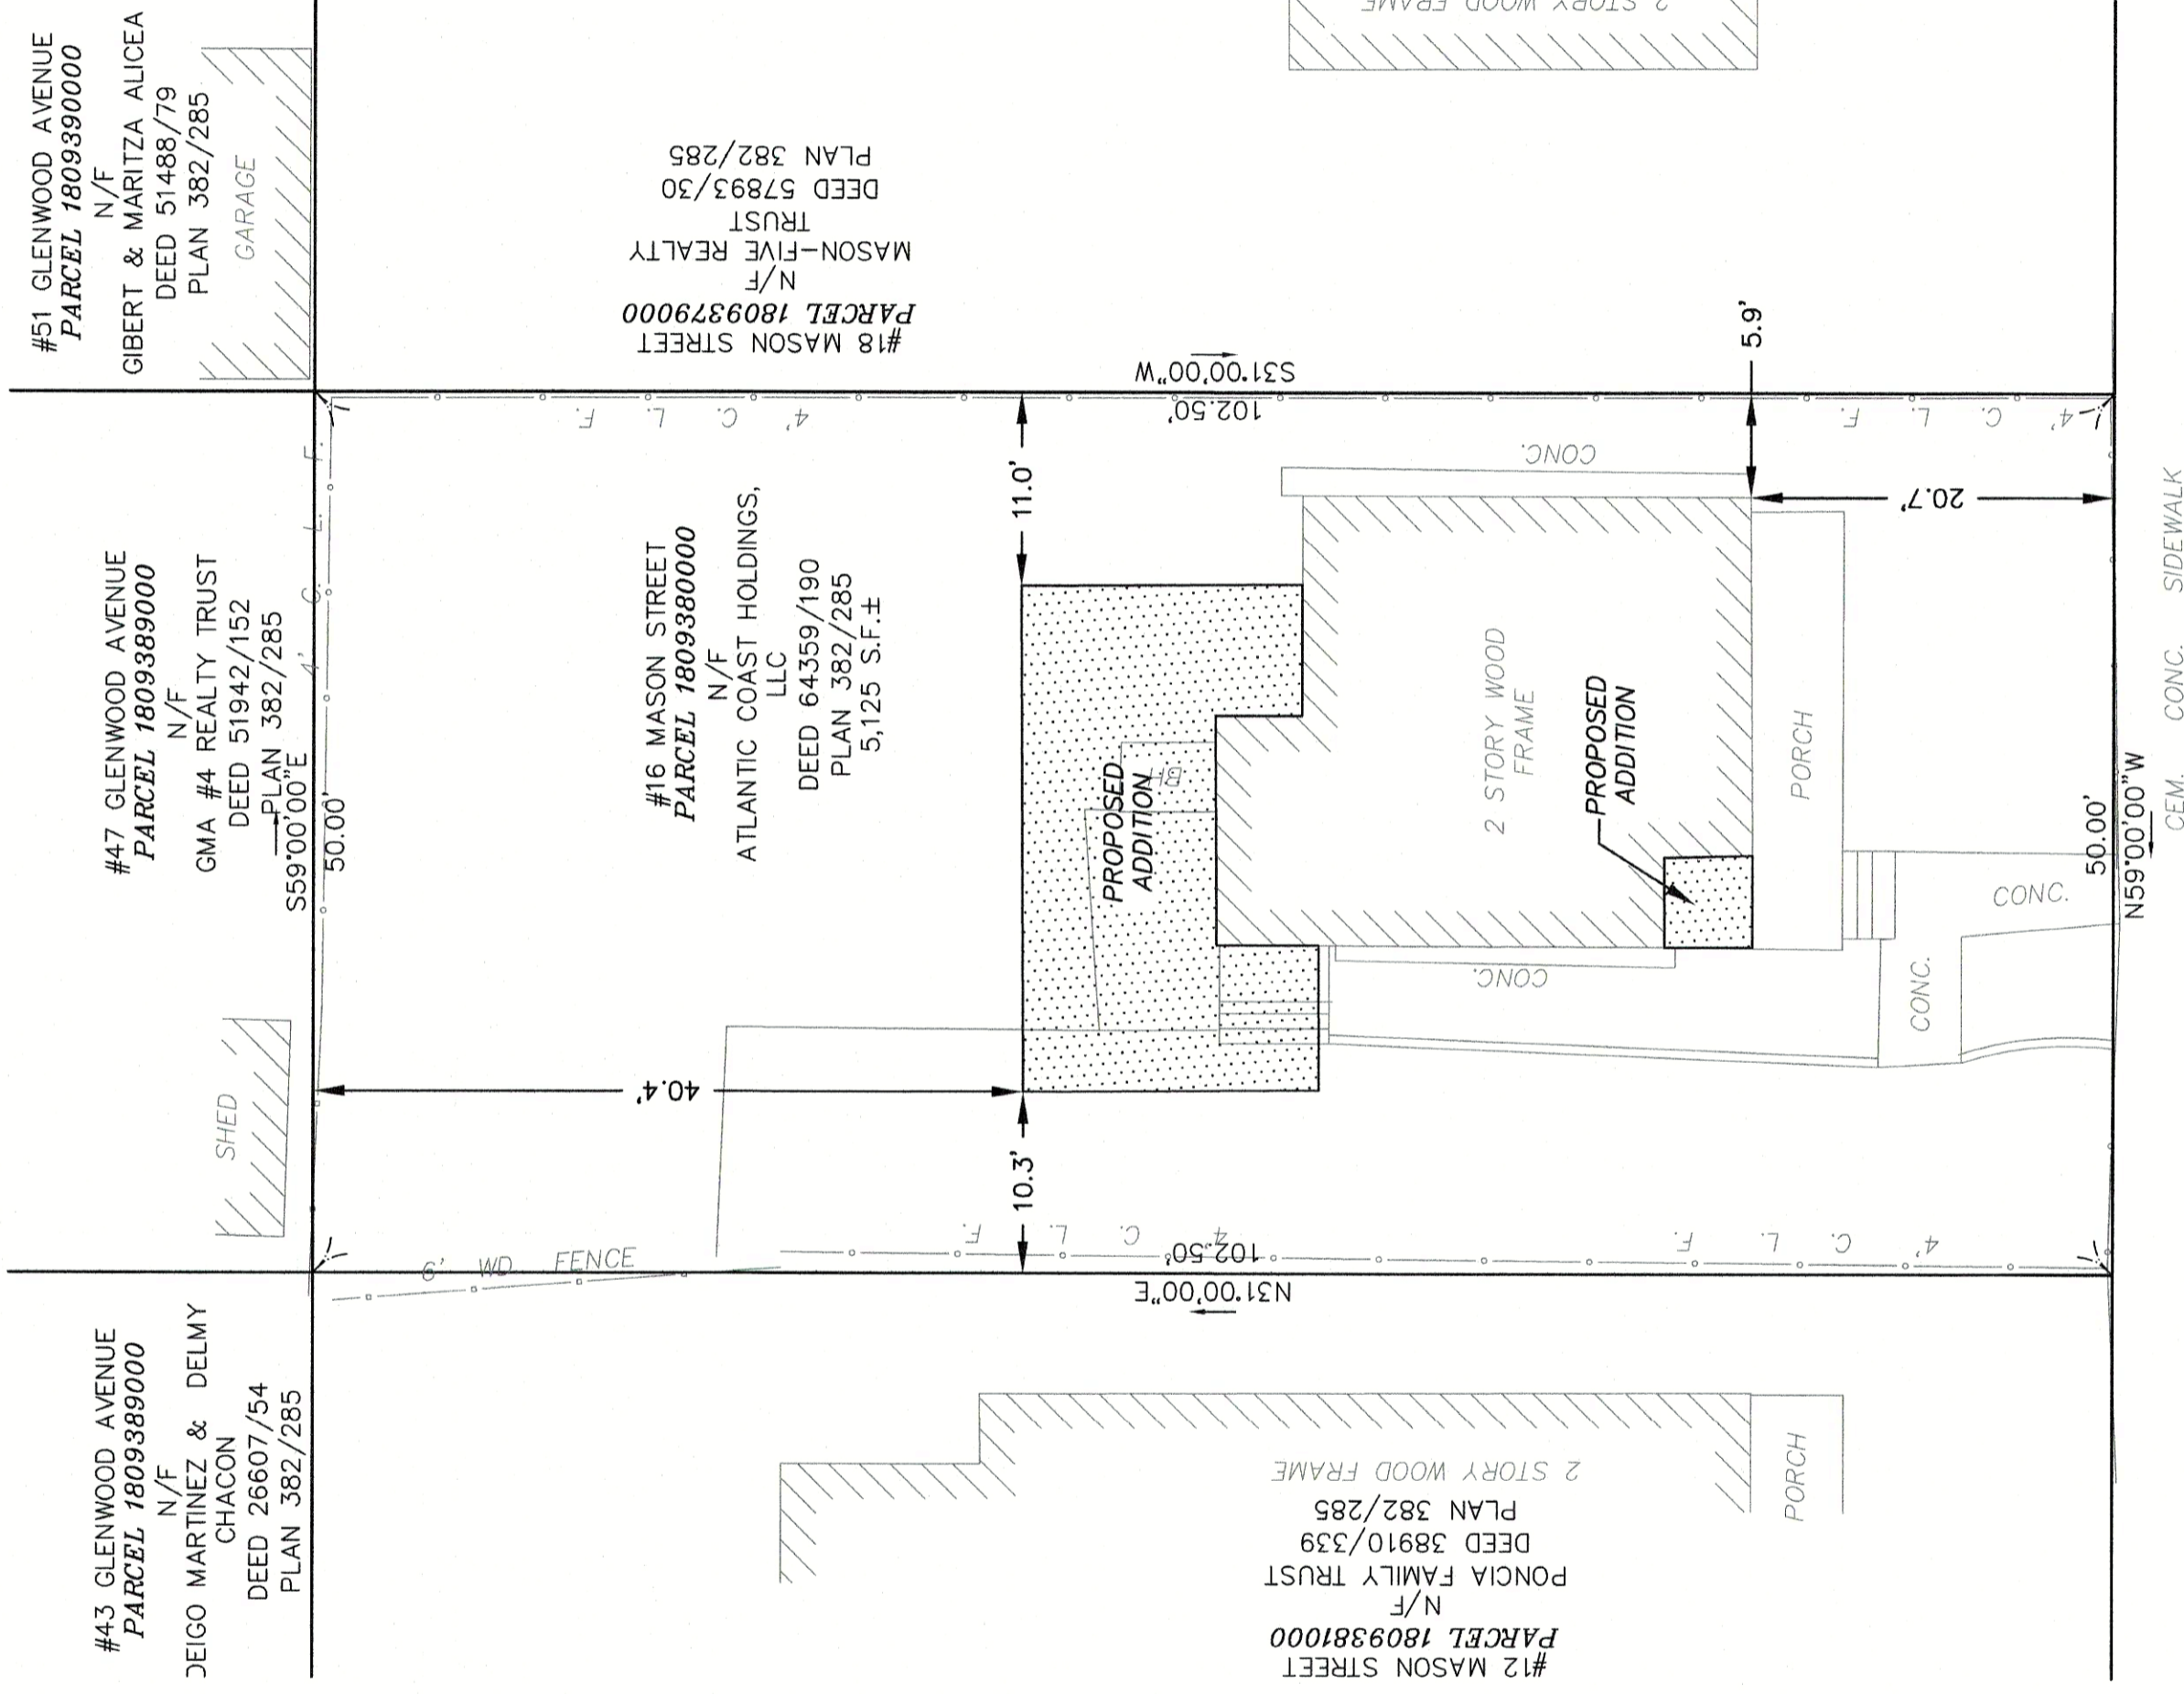 #51 GLENWOOD AVENUE
PARCEL 1809390000
N/F
GIBERT & MARITZA ALICEA
DEED 51488/79
PLAN 382/285
GARAGE
#47 GLENWOOD AVENUE
PARCEL 1809389000
N/F
GMA #4 REALTY TRUST
DEED 51942/152
PLAN 382/285
S59°00'00"E
50.00'
4' C. L. F.
SHED
#43 GLENWOOD AVENUE
PARCEL 1809389000
N/F
DEIGO MARTINEZ & DELMY
CHACON
DEED 26607/54
PLAN 382/285
6' WD FENCE
#18 MASON STREET
PARCEL 1809379000
N/F
MASON-FIVE REALTY
TRUST
DEED 57893/30
PLAN 382/285
S31°00'00"W
102.50'
4' C. L. F.
4' C. L. F.
2 STORY WOOD FRAME
#16 MASON STREET
PARCEL 1809380000
N/F
ATLANTIC COAST HOLDINGS,
LLC
DEED 64359/190
PLAN 382/285
5,125 S.F.±
11.0'
40.4'
10.3'
5.9'
20.7'
PROPOSED
ADDITION
BH
2 STORY WOOD
FRAME
PROPOSED
ADDITION
CONC.
CONC.
PORCH
CONC.
CONC.
N31°00'00"E
102.50'
4' C. L. F.
4' C. L. F.
#12 MASON STREET
PARCEL 1809381000
N/F
PONCIA FAMILY TRUST
DEED 38910/339
PLAN 382/285
2 STORY WOOD FRAME
PORCH
50.00'
N59°00'00"W
CEM. CONC. SIDEWALK